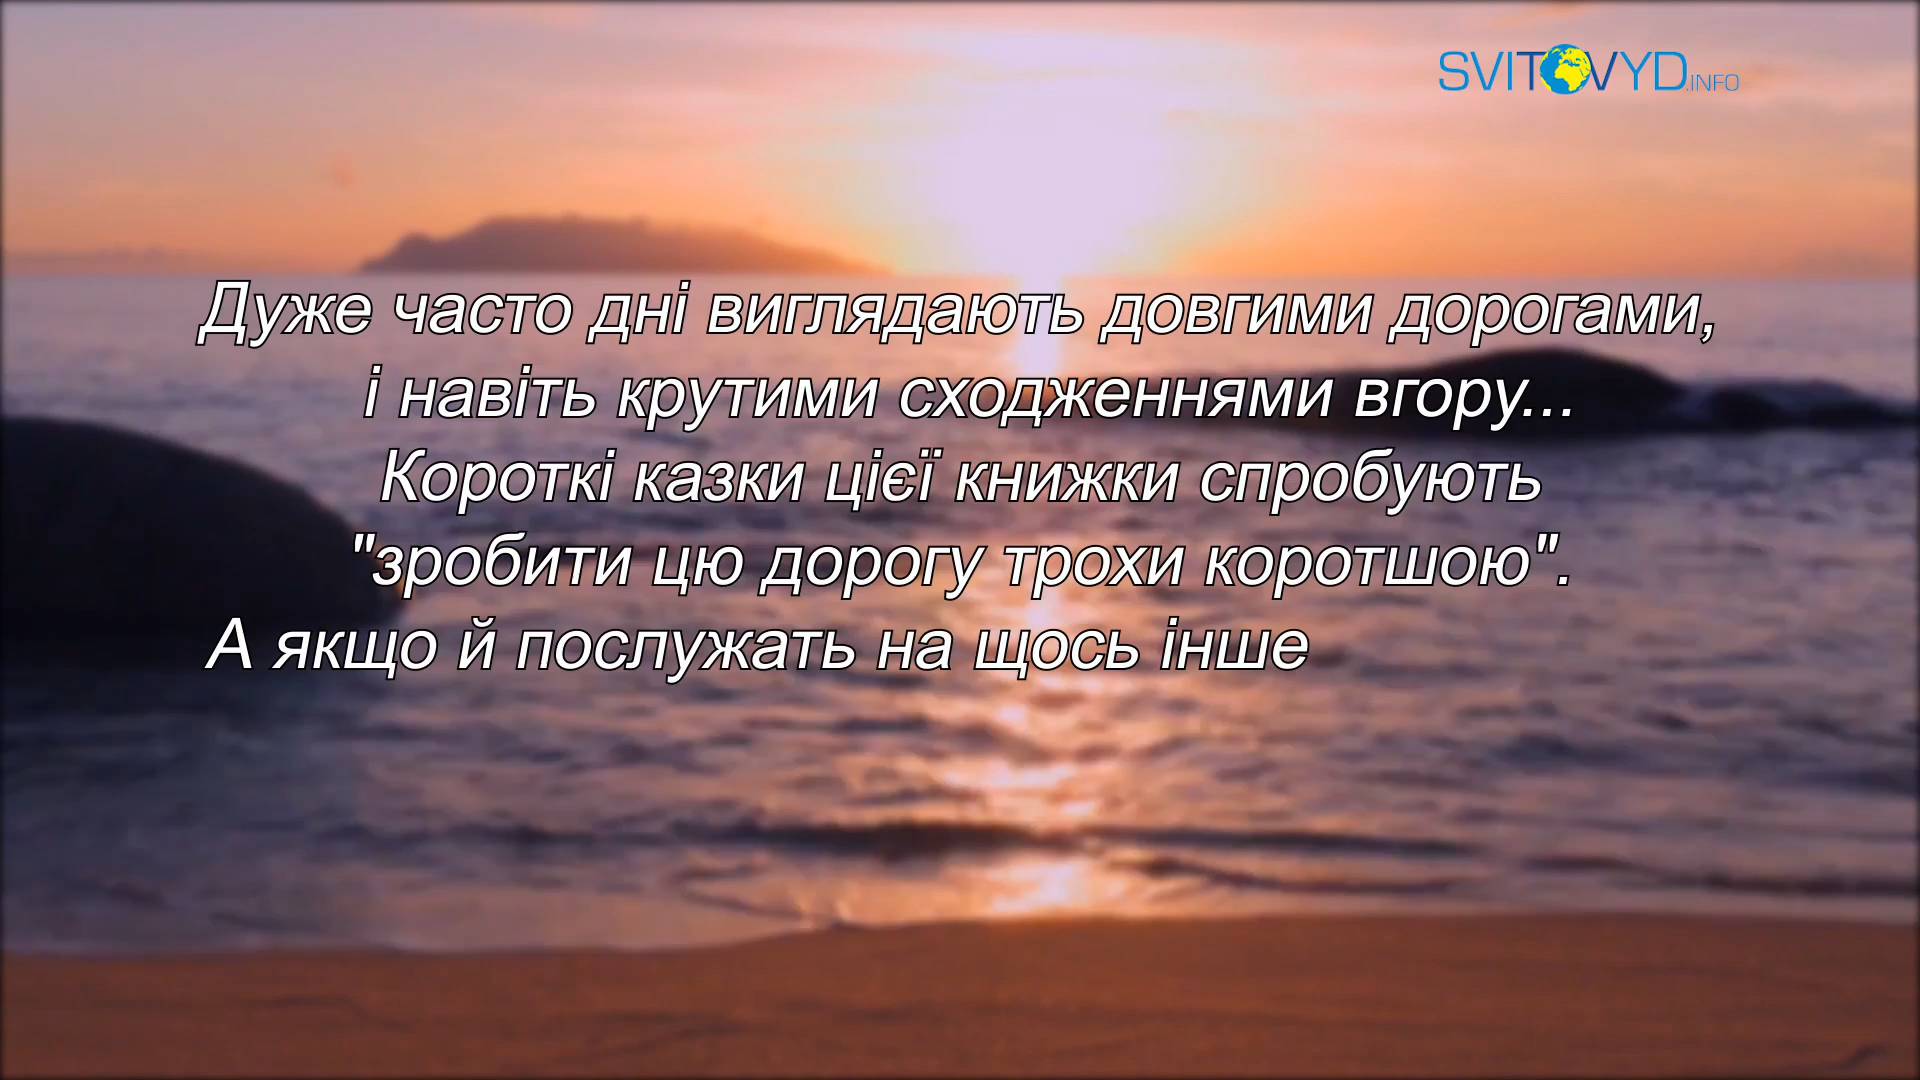 SVITOVYD.INFO
Дуже часто дні виглядають довгими дорогами,
і навіть крутими сходженнями вгору...
Короткі казки цієї книжки спробують
"зробити цю дорогу трохи коротшою".
А якщо й послужать на щось інше